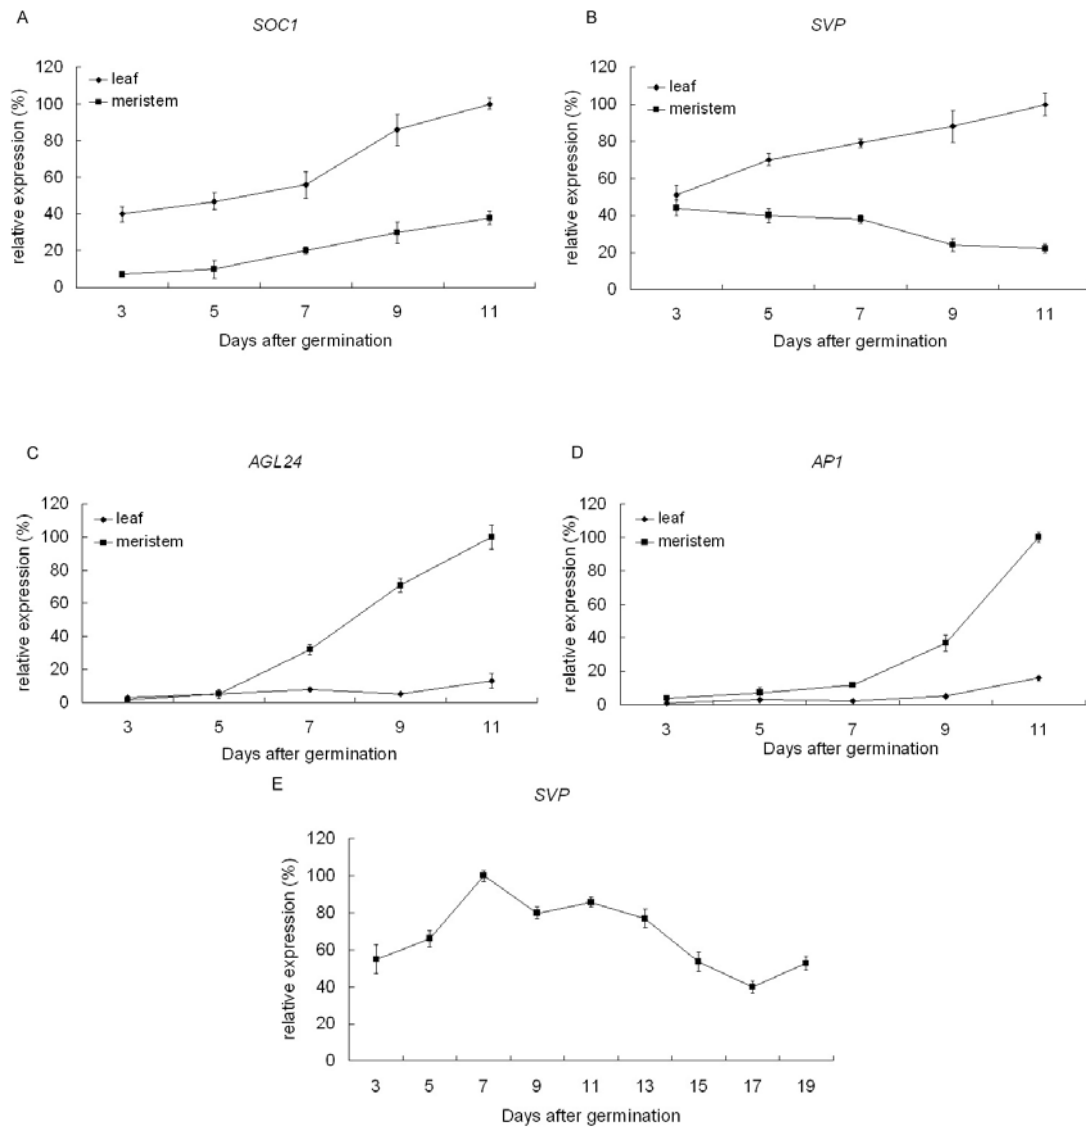 A
SOC1
120
100
80
60
40
20
0
leaf
meristem
relative expression (%)
3 5 7 9 11
Days after germination
B
SVP
120
100
80
60
40
20
0
leaf
meristem
relative expression (%)
3 5 7 9 11
Days after germination
C
AGL24
120
100
80
60
40
20
0
leaf
meristem
relative expression (%)
3 5 7 9 11
Days after germination
D
AP1
120
100
80
60
40
20
0
leaf
meristem
relative expression (%)
3 5 7 9 11
Days after germination
E
SVP
120
100
80
60
40
20
0
relative expression (%)
3 5 7 9 11 13 15 17 19
Days after germination